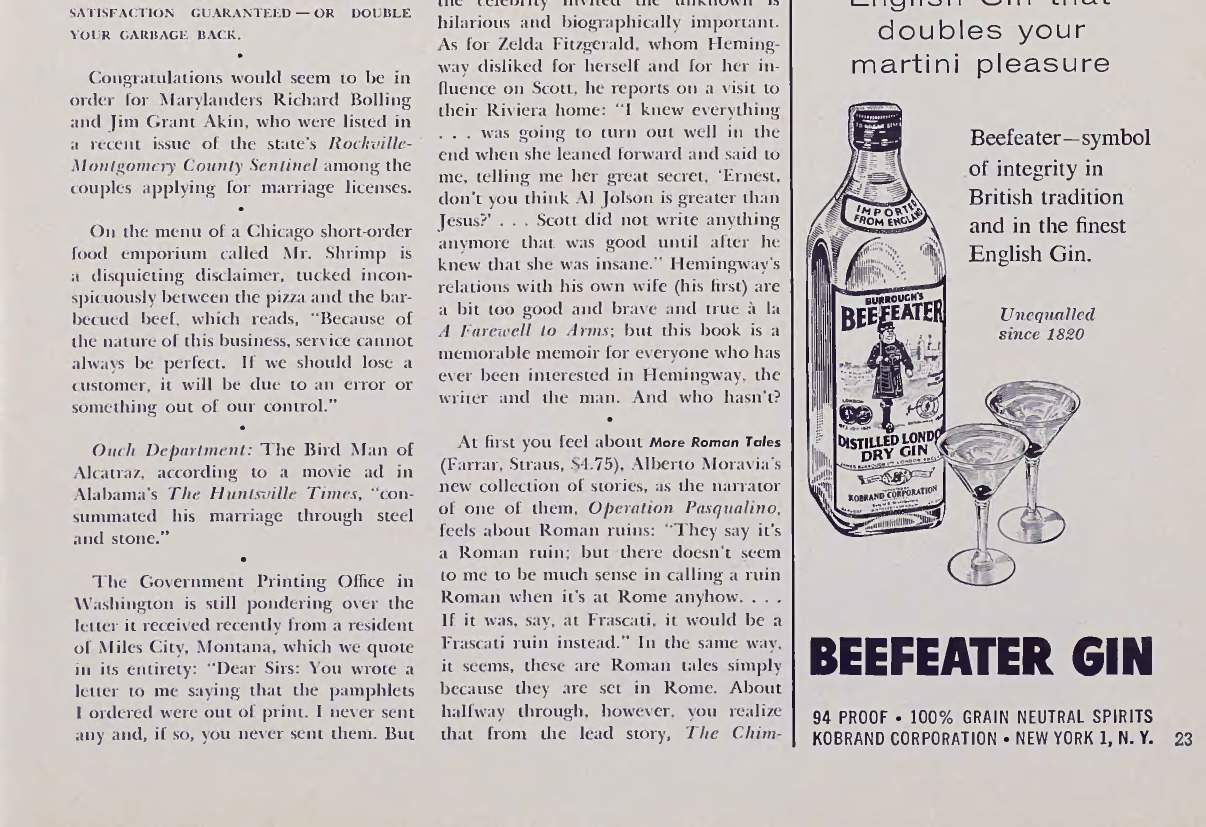 SATISFACTION GUARANTEED — OR DOUBLE
YOUR GARBAGE BACK.
•
Congratulations would seem to be in
order for Marylanders Richard Bolling
and Jim Grant Akin, who were listed in
a recent issue of the state's Rockville-
Montgomery County Sentinel among the
couples applying for marriage licenses.
•
On the menu of a Chicago short-order
food emporium called Mr. Shrimp is
a disquieting disclaimer, tucked incon-
spicuously between the pizza and the bar-
becued beef, which reads, "Because of
the nature of this business, service cannot
always be perfect. If we should lose a
customer, it will be due to an error or
something out of our control."
•
Ouch Department: The Bird Man of
Alcatraz, according to a movie ad in
Alabama's The Huntsville Times, "con-
summated his marriage through steel
and stone."
•
The Government Printing Office in
Washington is still pondering over the
letter it received recently from a resident
of Miles City, Montana, which we quote
in its entirety: "Dear Sirs: You wrote a
letter to me saying that the pamphlets
I ordered were out of print. I never sent
any and, if so, you never sent them. But
the celebrity invited the unknown is
hilarious and biographically important.
As for Zelda Fitzgerald, whom Heming-
way disliked for herself and for her in-
fluence on Scott, he reports on a visit to
their Riviera home: "I knew everything
. . . was going to turn out well in the
end when she leaned forward and said to
me, telling me her great secret, 'Ernest,
don't you think Al Jolson is greater than
Jesus?' . . . Scott did not write anything
anymore that was good until after he
knew that she was insane." Hemingway's
relations with his own wife (his first) are
a bit too good and brave and true à la
A Farewell to Arms; but this book is a
memorable memoir for everyone who has
ever been interested in Hemingway, the
writer and the man. And who hasn't?
•
At first you feel about More Roman Tales
(Farrar, Straus, $4.75), Alberto Moravia's
new collection of stories, as the narrator
of one of them, Operation Pasqualino,
feels about Roman ruins: "They say it's
a Roman ruin; but there doesn't seem
to me to be much sense in calling a ruin
Roman when it's at Rome anyhow. . . .
If it was, say, at Frascati, it would be a
Frascati ruin instead." In the same way,
it seems, these are Roman tales simply
because they are set in Rome. About
halfway through, however, you realize
that from the lead story, The Chim-
English Gin that
doubles your
martini pleasure
Beefeater—symbol
of integrity in
British tradition
and in the finest
English Gin.
Unequalled
since 1820
IMPORTED
FROM ENGLAND
BURROUGH'S
BEEFEATER
LONDON
DISTILLED LONDON
DRY GIN
KOBRAND CORPORATION
BEEFEATER GIN
94 PROOF • 100% GRAIN NEUTRAL SPIRITS
KOBRAND CORPORATION • NEW YORK 1, N. Y.
23